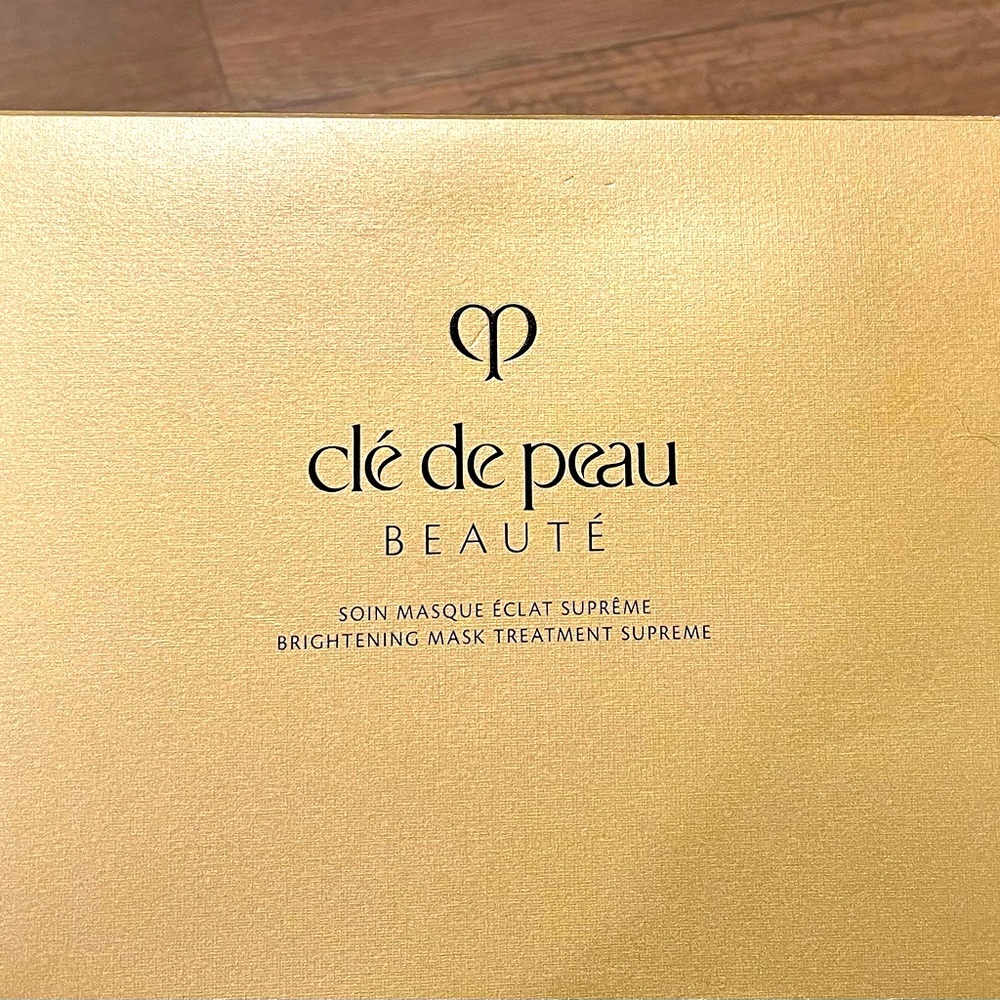 clé de peau
BEAUTÉ
SOIN MASQUE ÉCLAT SUPRÊME
BRIGHTENING MASK TREATMENT SUPREME